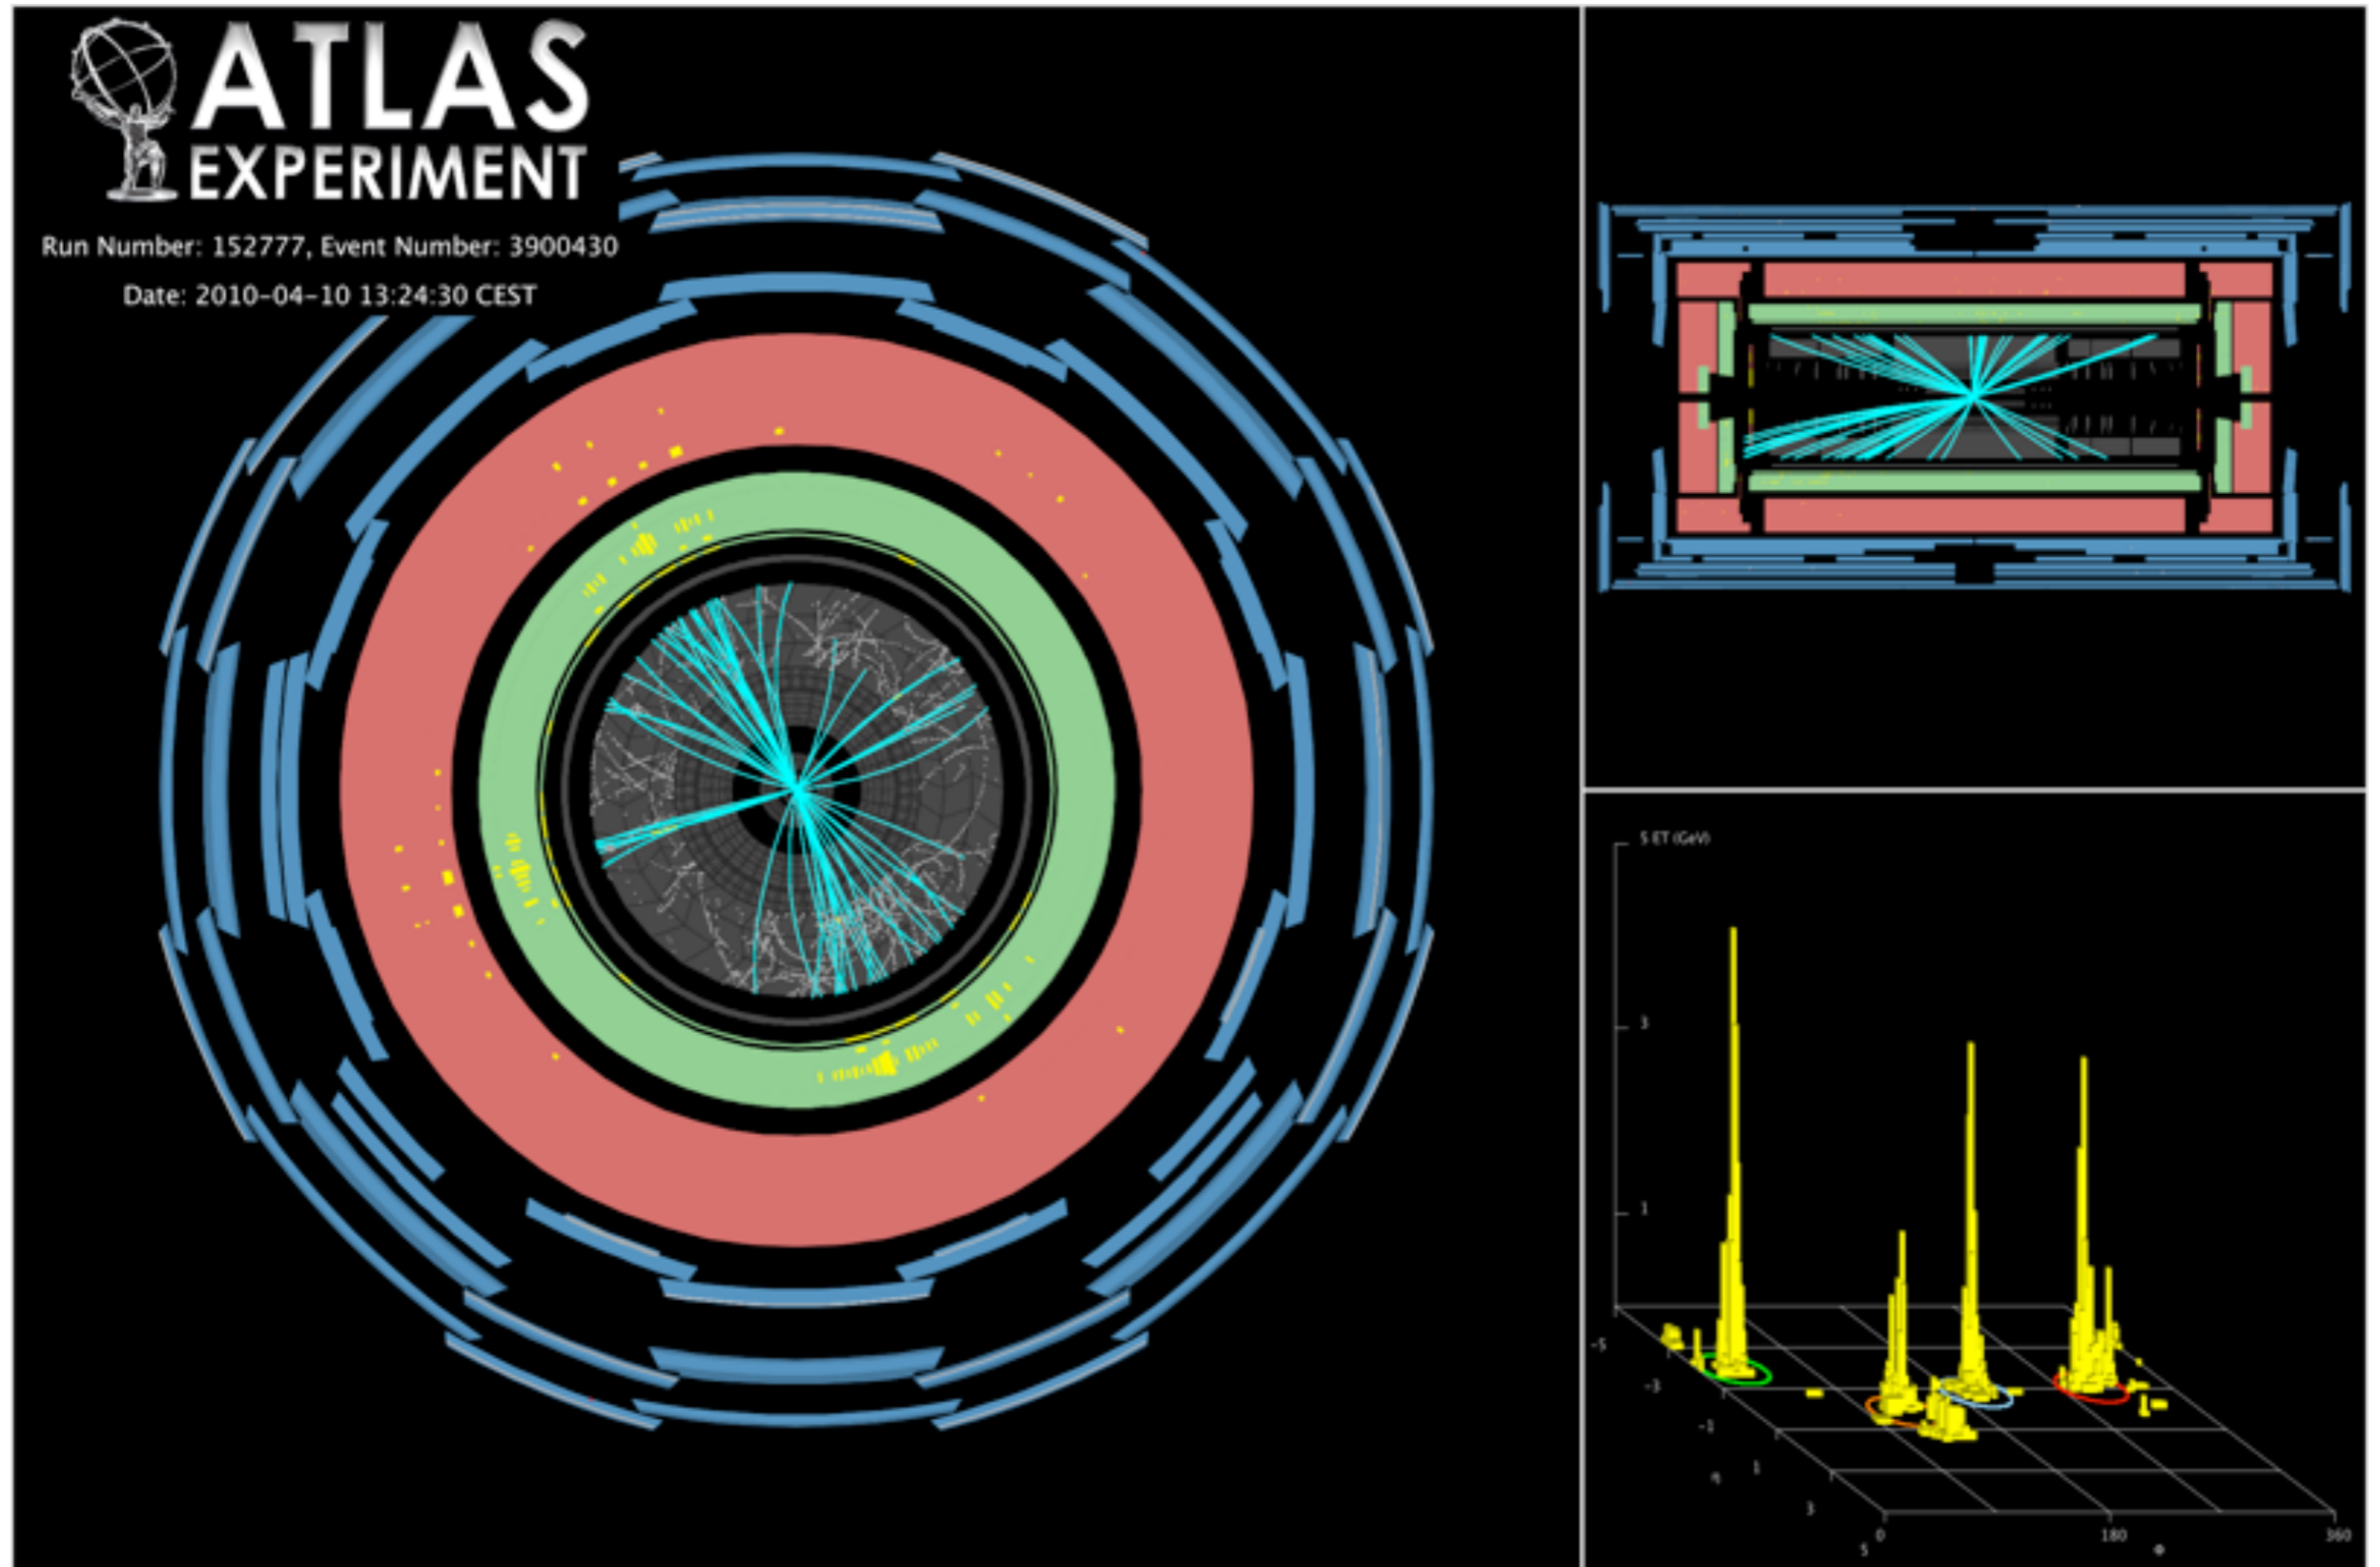 ATLAS
EXPERIMENT
Run Number: 152777, Event Number: 3900430
Date: 2010-04-10 13:24:30 CEST
5 ET (GeV)
3
1
-5
-3
-1
η 1
3
5
0
180
360
Φ